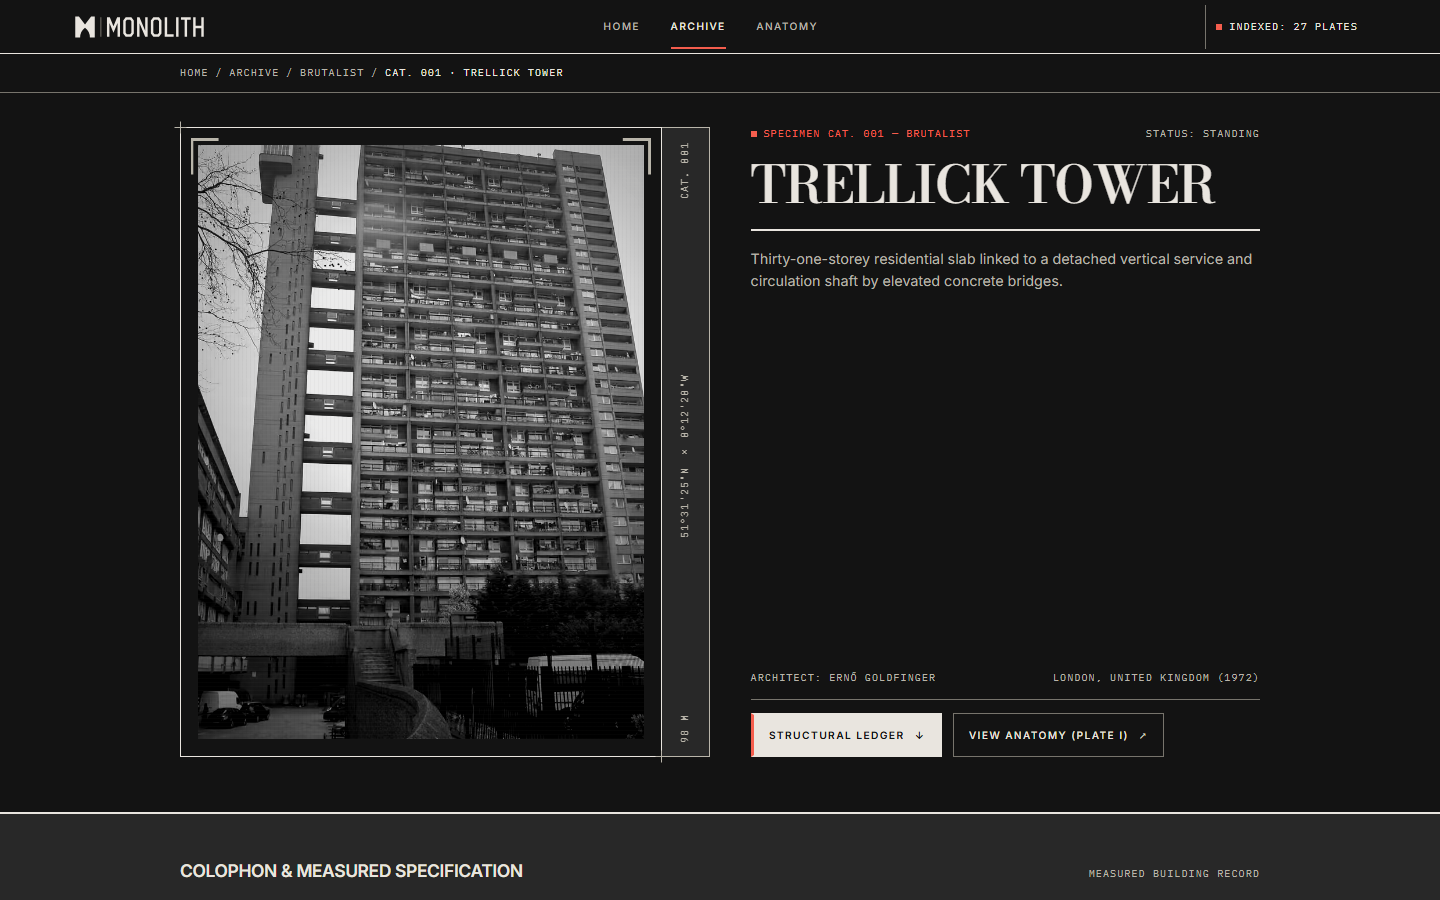 MONOLITH
HOME
ARCHIVE
ANATOMY
INDEXED: 27 PLATES
HOME / ARCHIVE / BRUTALIST / CAT. 001 · TRELLICK TOWER
CAT. 001
51°31'25"N × 0°12'20"W
98 M
SPECIMEN CAT. 001 — BRUTALIST
STATUS: STANDING
TRELLICK TOWER
Thirty-one-storey residential slab linked to a detached vertical service and
circulation shaft by elevated concrete bridges.
ARCHITECT: ERNŐ GOLDFINGER
LONDON, UNITED KINGDOM (1972)
STRUCTURAL LEDGER ↓
VIEW ANATOMY (PLATE I) ↗
COLOPHON & MEASURED SPECIFICATION
MEASURED BUILDING RECORD